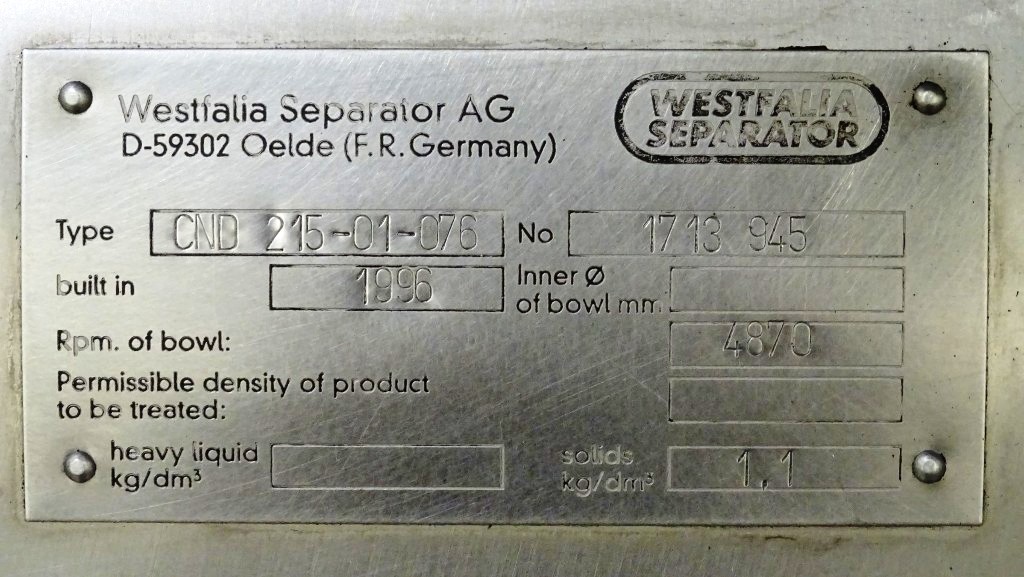 Westfalia Separator AG
D-59302 Oelde (F.R. Germany)
WESTFALIA
SEPARATOR
Type CND 215-01-076 No 1713 945
built in 1996 Inner Ø
of bowl mm
Rpm. of bowl: 4870
Permissible density of product
to be treated:
heavy liquid
kg/dm³
solids
kg/dm³ 1,1